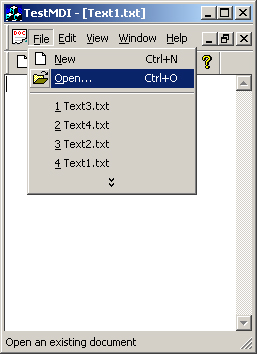 TestMDI - [Text1.txt]
DOC File Edit View Window Help
New Ctrl+N
Open... Ctrl+O
1 Text3.txt
2 Text4.txt
3 Text2.txt
4 Text1.txt
?
Open an existing document